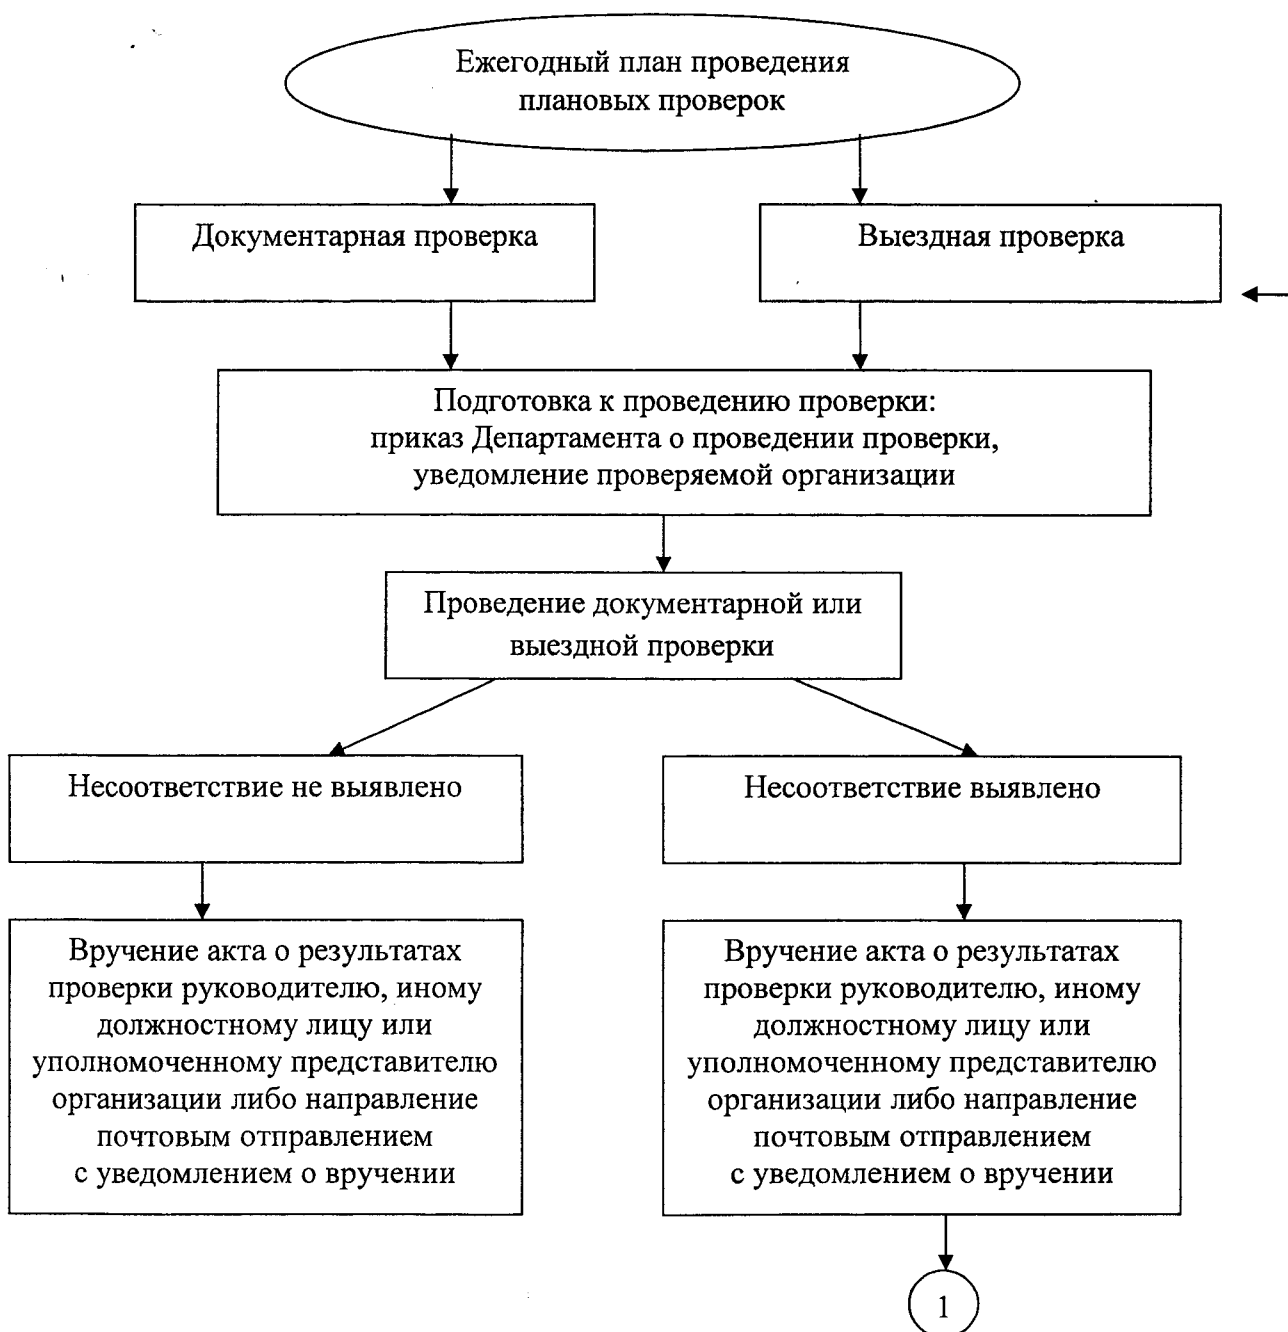 Ежегодный план проведения
плановых проверок
Документарная проверка
Выездная проверка
Подготовка к проведению проверки:
приказ Департамента о проведении проверки,
уведомление проверяемой организации
Проведение документарной или
выездной проверки
Несоответствие не выявлено
Несоответствие выявлено
Вручение акта о результатах
проверки руководителю, иному
должностному лицу или
уполномоченному представителю
организации либо направление
почтовым отправлением
с уведомлением о вручении
Вручение акта о результатах
проверки руководителю, иному
должностному лицу или
уполномоченному представителю
организации либо направление
почтовым отправлением
с уведомлением о вручении
1